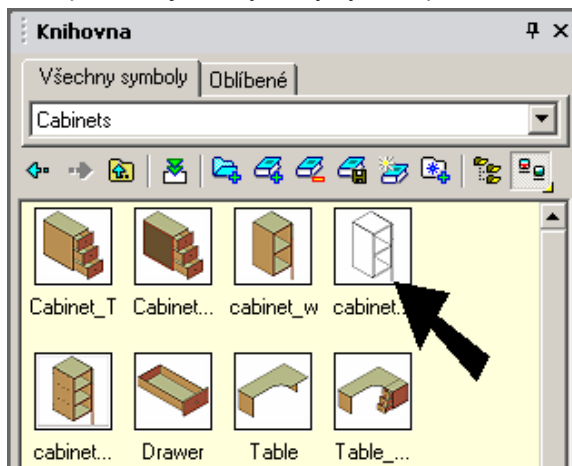 Knihovna
Všechny symboly Oblíbené
Cabinets
Cabinet_T Cabinet... cabinet_w cabinet...
cabinet... Drawer Table Table_...